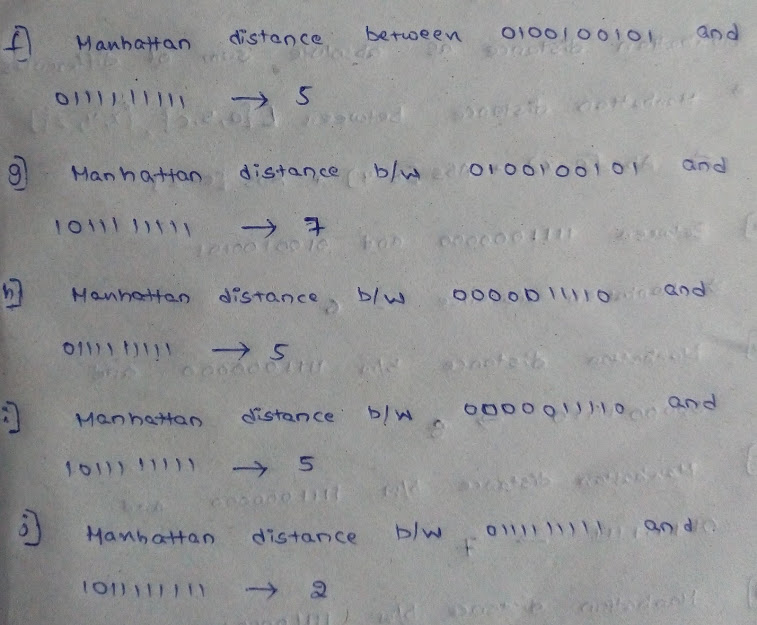 f] Manhattan distance between 0100100101 and
0111111111 → 5
g] Manhattan distance b/w 0100100101 and
1011111111 → 7
h] Manhattan distance b/w 0000011110 and
0111111111 → 5
i] Manhattan distance b/w 0000011110 and
1011111111 → 5
j] Manhattan distance b/w 0111111111 and
1011111111 → 2